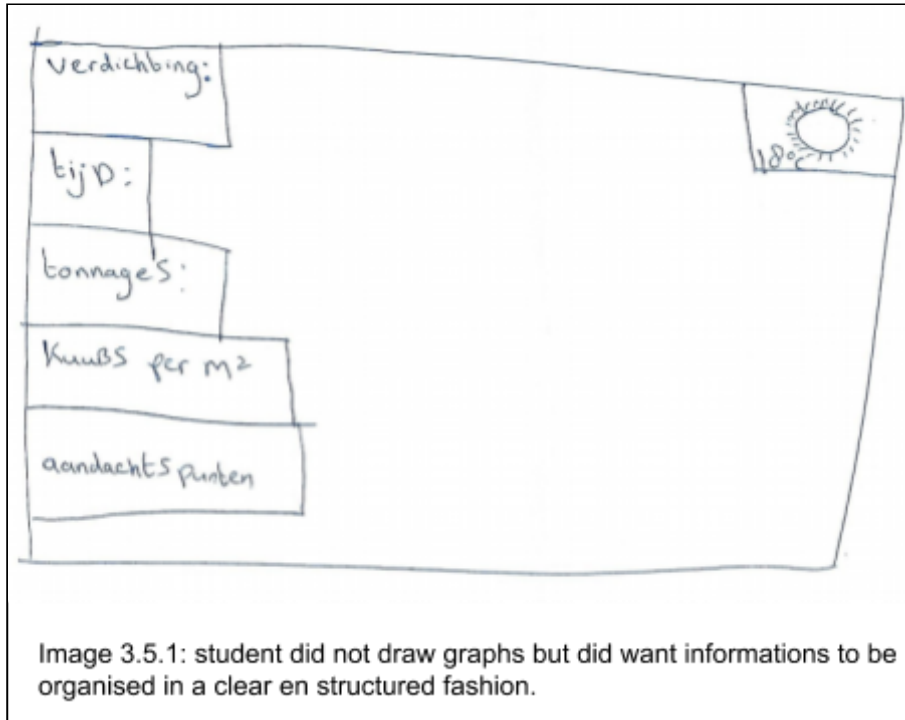 verdichting:
18°C
tijD:
tonnages:
KuuBS per m²
aandachtspunten
Image 3.5.1: student did not draw graphs but did want informations to be
organised in a clear en structured fashion.